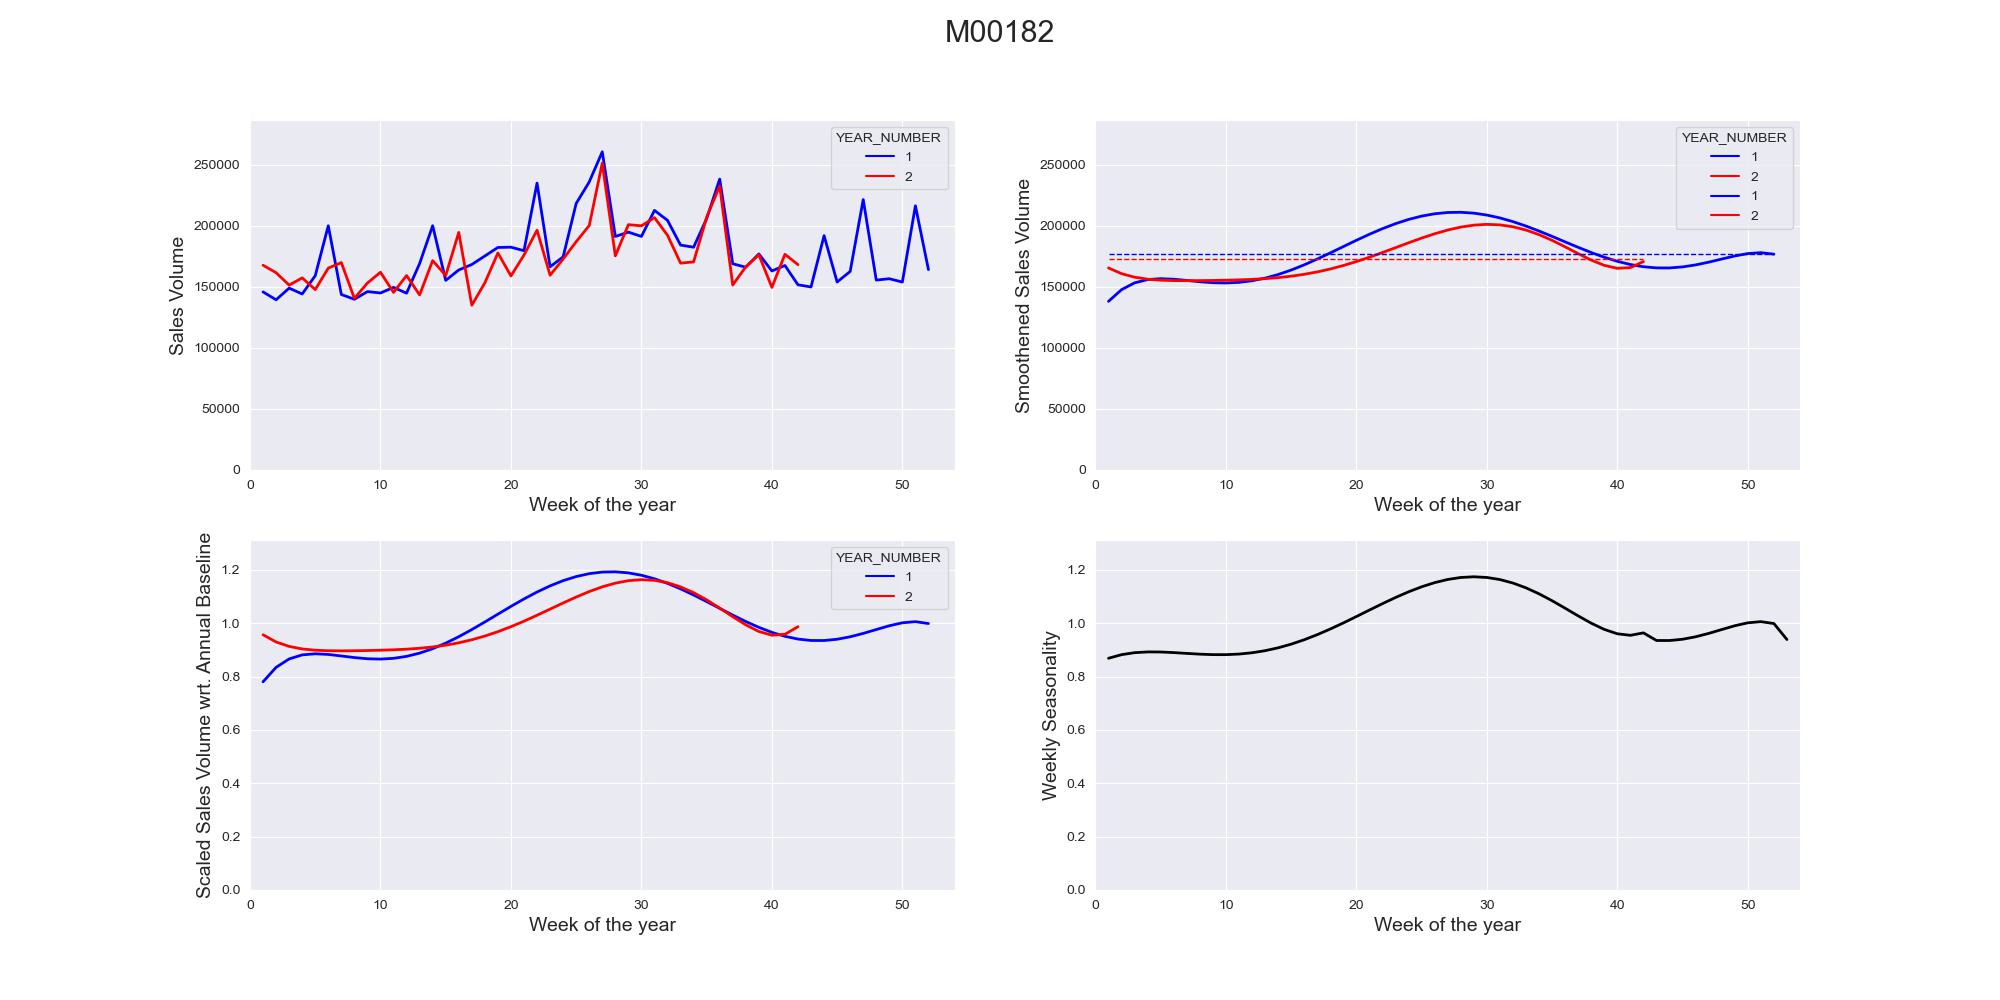 M00182
YEAR_NUMBER
1
2
250000
200000
150000
100000
50000
0
Sales Volume
0 10 20 30 40 50
Week of the year
YEAR_NUMBER
1
2
1
2
250000
200000
150000
100000
50000
0
Smoothened Sales Volume
0 10 20 30 40 50
Week of the year
YEAR_NUMBER
1
2
1.2
1.0
0.8
0.6
0.4
0.2
0.0
Scaled Sales Volume wrt. Annual Baseline
0 10 20 30 40 50
Week of the year
1.2
1.0
0.8
0.6
0.4
0.2
0.0
Weekly Seasonality
0 10 20 30 40 50
Week of the year